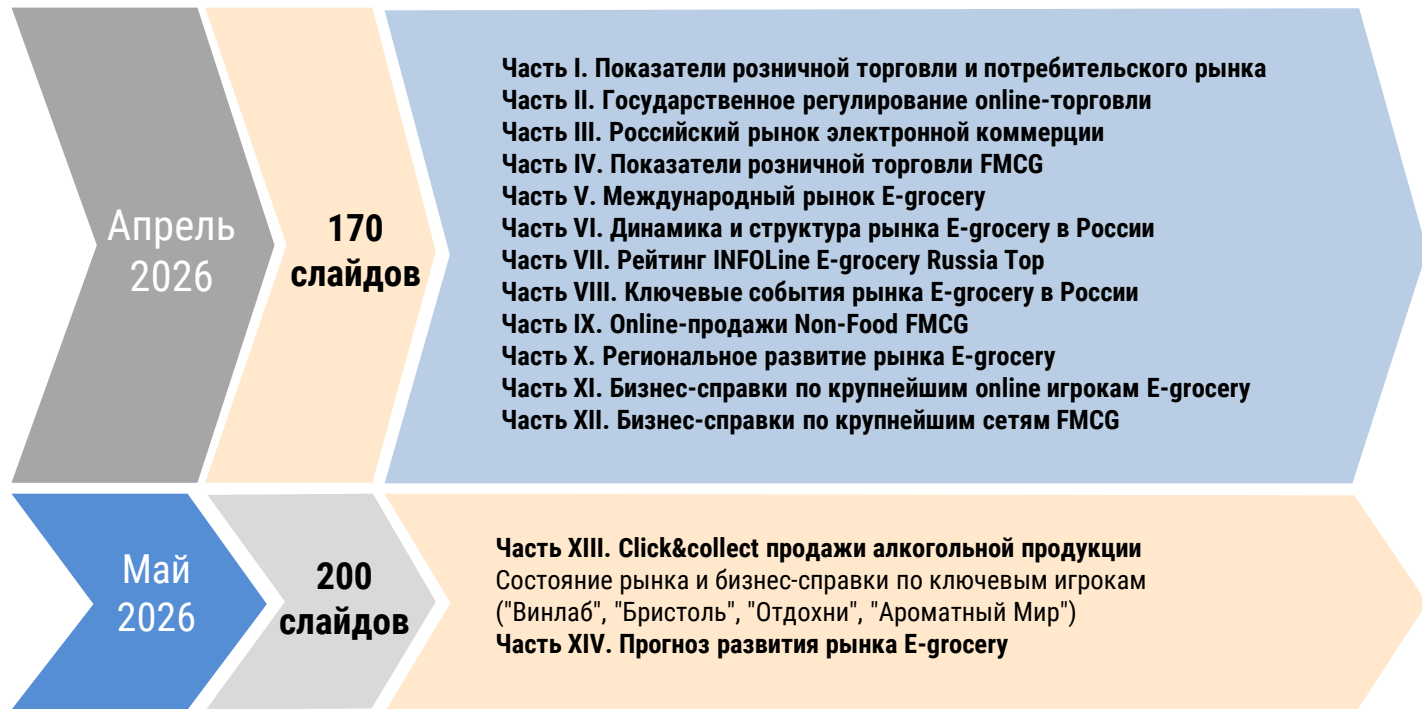 Апрель
2026
170
слайдов
Часть I. Показатели розничной торговли и потребительского рынка
Часть II. Государственное регулирование online-торговли
Часть III. Российский рынок электронной коммерции
Часть IV. Показатели розничной торговли FMCG
Часть V. Международный рынок E-grocery
Часть VI. Динамика и структура рынка E-grocery в России
Часть VII. Рейтинг INFOLine E-grocery Russia Top
Часть VIII. Ключевые события рынка E-grocery в России
Часть IX. Online-продажи Non-Food FMCG
Часть X. Региональное развитие рынка E-grocery
Часть XI. Бизнес-справки по крупнейшим online игрокам E-grocery
Часть XII. Бизнес-справки по крупнейшим сетям FMCG
Май
2026
200
слайдов
Часть XIII. Click&collect продажи алкогольной продукции
Состояние рынка и бизнес-справки по ключевым игрокам
("Винлаб", "Бристоль", "Отдохни", "Ароматный Мир")
Часть XIV. Прогноз развития рынка E-grocery